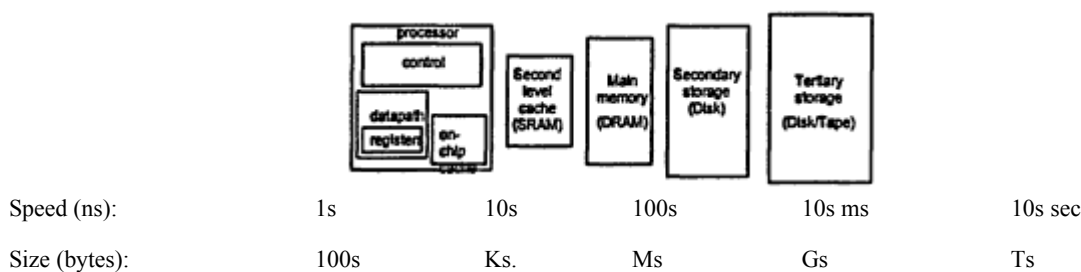 processor
control
datapath
registers
on-
chip
cache
Second
level
cache
(SRAM)
Main
memory
(DRAM)
Secondary
storage
(Disk)
Tertiary
storage
(Disk/Tape)
Speed (ns): 1s 10s 100s 10s ms 10s sec
Size (bytes): 100s Ks. Ms Gs Ts